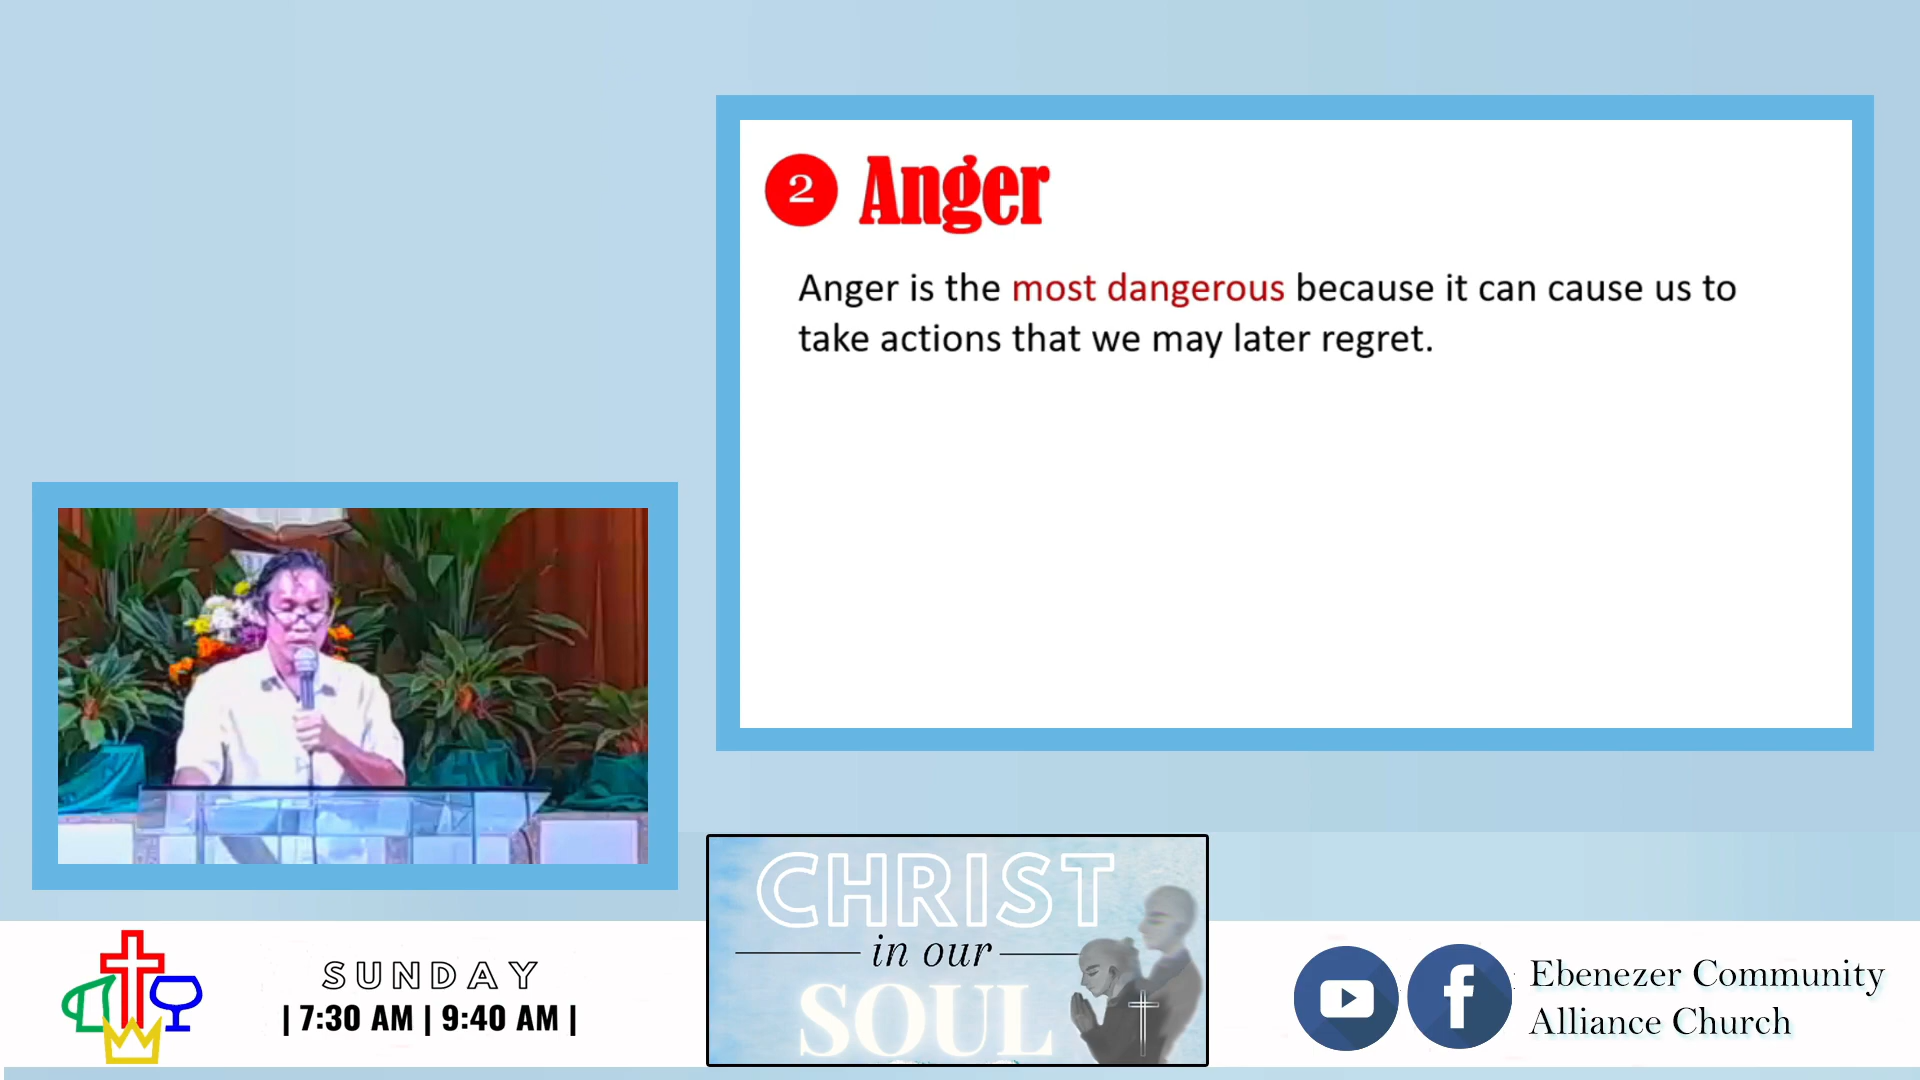 2 Anger
Anger is the most dangerous because it can cause us to
take actions that we may later regret.
SUNDAY
| 7:30 AM | 9:40 AM |
CHRIST
in our
SOUL
Ebenezer Community
Alliance Church